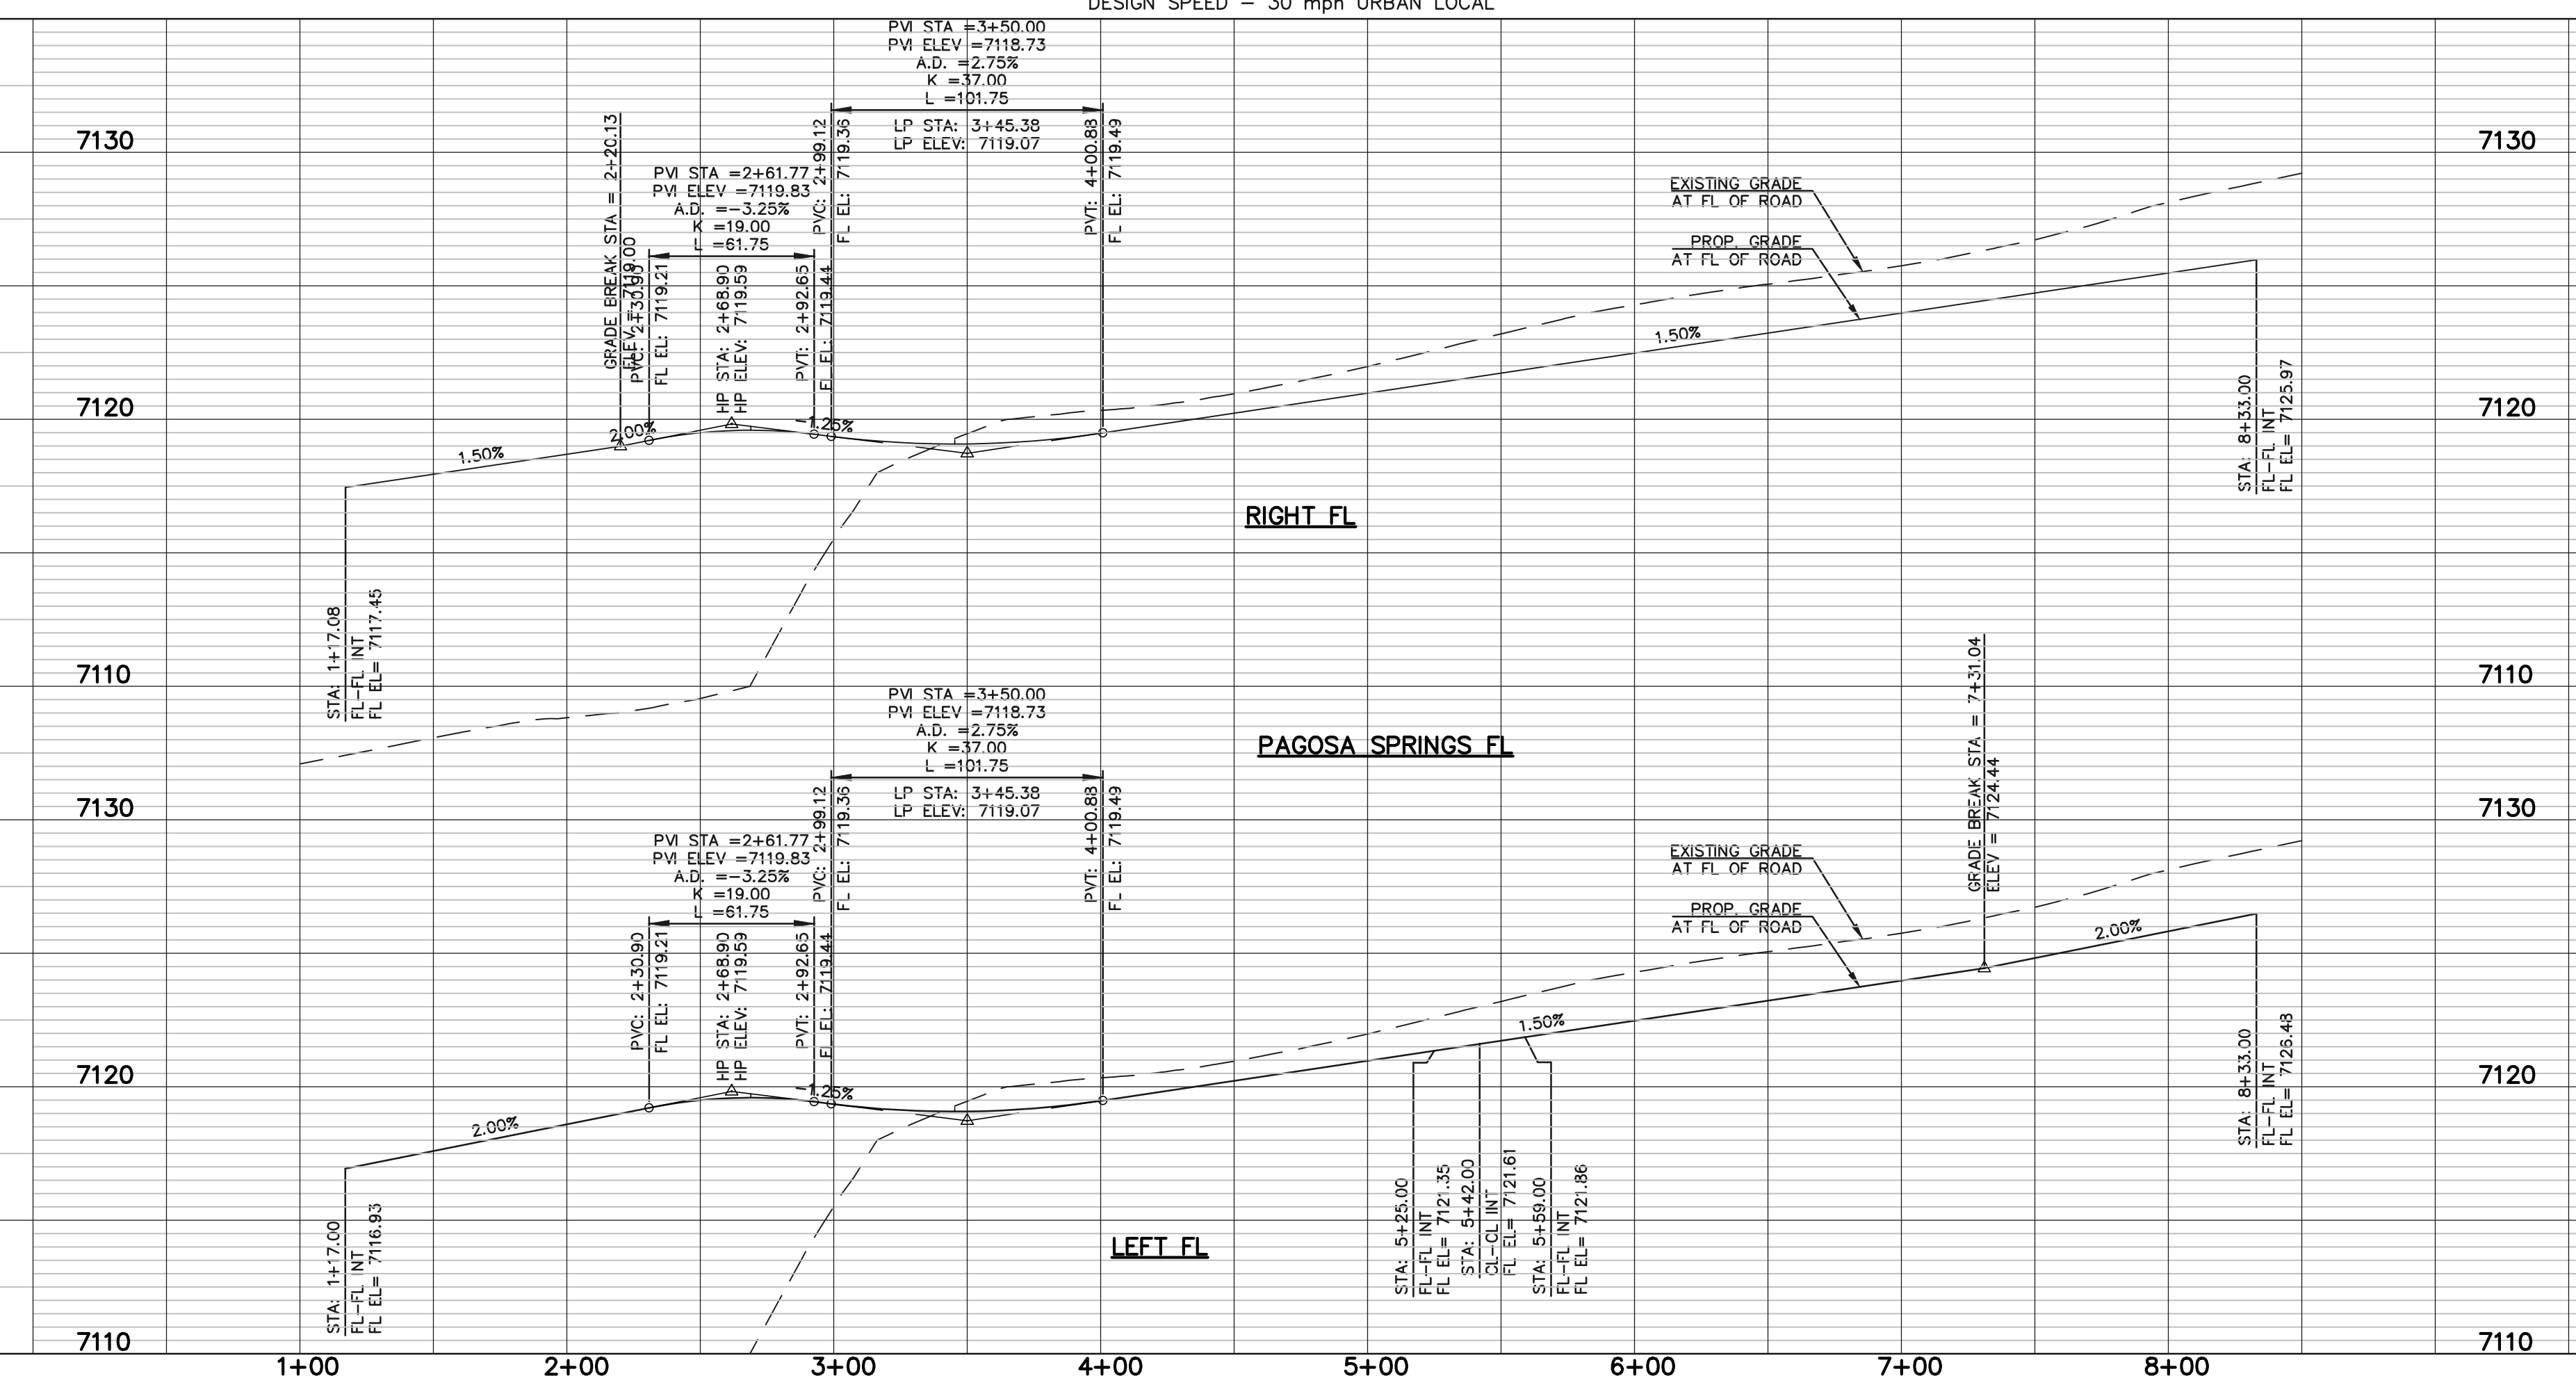 DESIGN SPEED – 30 mph URBAN LOCAL
PVI STA =3+50.00
PVI ELEV =7118.73
A.D. =2.75%
K =37.00
L =101.75
LP STA: 3+45.38
LP ELEV: 7119.07
PVC: 2+99.12
FL EL: 7119.36
PVT: 4+00.88
FL EL: 7119.49
7130
7130
GRADE BREAK STA = 2+20.13
ELEV = 7119.00
PVI STA =2+61.77
PVI ELEV =7119.83
A.D. =-3.25%
K =19.00
L =61.75
PVC: 2+30.90
FL EL: 7119.21
HP STA: 2+68.90
HP ELEV: 7119.59
PVT: 2+92.65
FL EL: 7119.44
EXISTING GRADE
AT FL OF ROAD
PROP. GRADE
AT FL OF ROAD
1.50%
7120
7120
2.00%
-1.25%
1.50%
STA: 8+33.00
FL-FL INT
FL EL= 7125.97
RIGHT FL
STA: 1+17.08
FL-FL INT
FL EL= 7117.45
7110
7110
PAGOSA SPRINGS FL
PVI STA =3+50.00
PVI ELEV =7118.73
A.D. =2.75%
K =37.00
L =101.75
LP STA: 3+45.38
LP ELEV: 7119.07
PVC: 2+99.12
FL EL: 7119.36
PVT: 4+00.88
FL EL: 7119.49
GRADE BREAK STA = 7+31.04
ELEV = 7124.44
7130
7130
PVI STA =2+61.77
PVI ELEV =7119.83
A.D. =-3.25%
K =19.00
L =61.75
PVC: 2+30.90
FL EL: 7119.21
HP STA: 2+68.90
HP ELEV: 7119.59
PVT: 2+92.65
FL EL: 7119.44
EXISTING GRADE
AT FL OF ROAD
PROP. GRADE
AT FL OF ROAD
2.00%
1.50%
7120
7120
-1.25%
2.00%
STA: 8+33.00
FL-FL INT
FL EL= 7126.48
STA: 1+17.00
FL-FL INT
FL EL= 7116.93
STA: 5+25.00
FL-FL INT
FL EL= 7121.35
STA: 5+42.00
CL-CL INT
FL EL= 7121.61
STA: 5+59.00
FL-FL INT
FL EL= 7121.86
LEFT FL
7110
7110
1+00 2+00 3+00 4+00 5+00 6+00 7+00 8+00